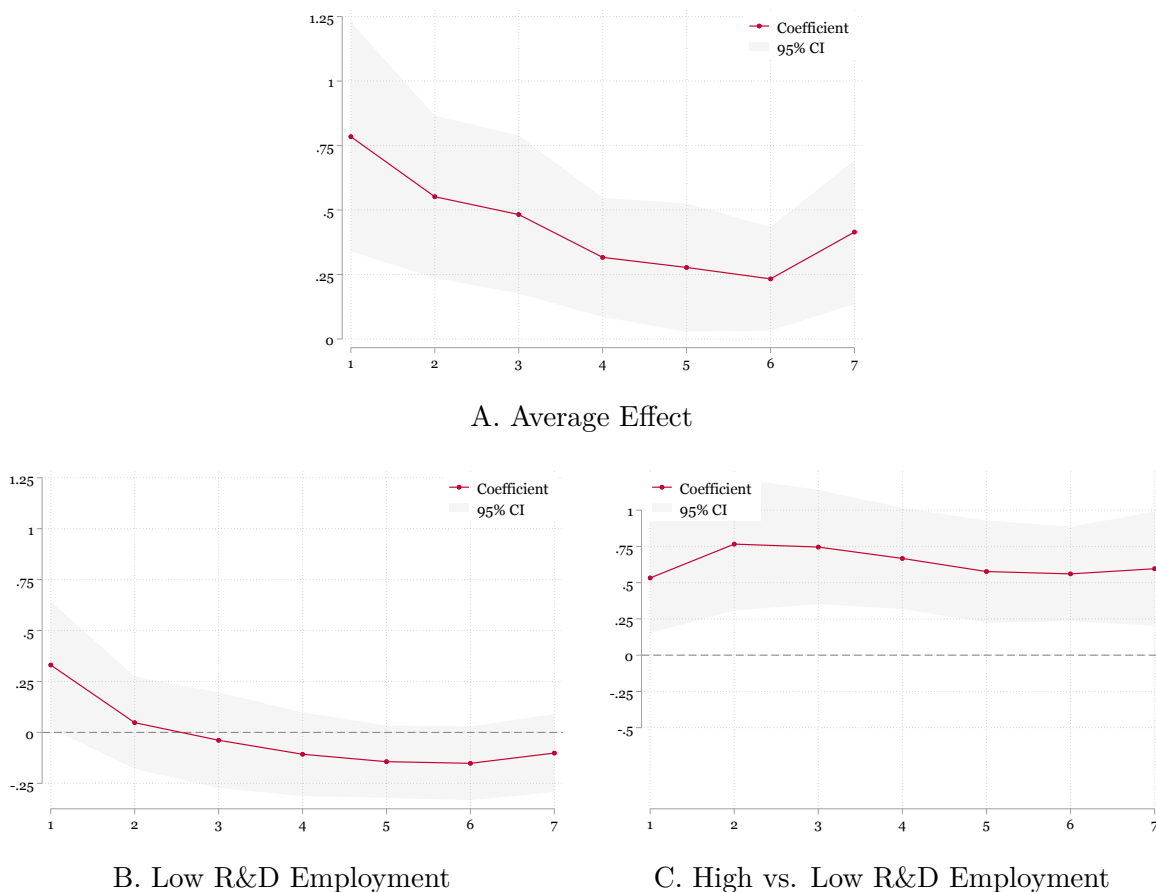 1.25
1
.75
.5
.25
0
Coefficient
95% CI
1 2 3 4 5 6 7
A. Average Effect
1.25
1
.75
.5
.25
0
-.25
Coefficient
95% CI
1 2 3 4 5 6 7
B. Low R&D Employment
1
.75
.5
.25
0
-.25
-.5
Coefficient
95% CI
1 2 3 4 5 6 7
C. High vs. Low R&D Employment